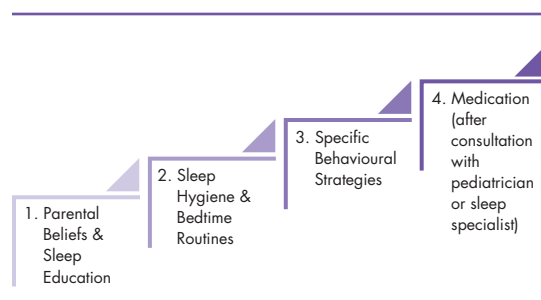 1. Parental
Beliefs &
Sleep
Education
2. Sleep
Hygiene &
Bedtime
Routines
3. Specific
Behavioural
Strategies
4. Medication
(after
consultation
with
pediatrician
or sleep
specialist)